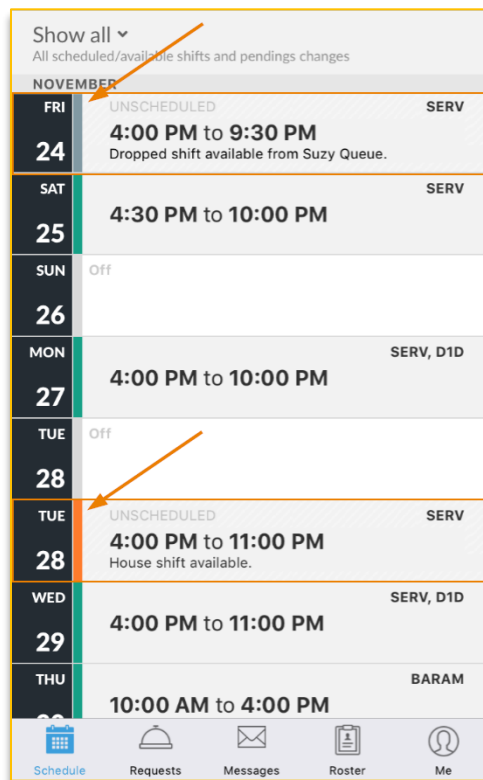 Show all
All scheduled/available shifts and pendings changes
NOVEMBER
FRI
24
UNSCHEDULED
SERV
4:00 PM to 9:30 PM
Dropped shift available from Suzy Queue.
SAT
25
SERV
4:30 PM to 10:00 PM
SUN
26
Off
MON
27
SERV, D1D
4:00 PM to 10:00 PM
TUE
28
Off
TUE
28
UNSCHEDULED
SERV
4:00 PM to 11:00 PM
House shift available.
WED
29
SERV, D1D
4:00 PM to 11:00 PM
THU
BARAM
10:00 AM to 4:00 PM
Schedule
Requests
Messages
Roster
Me